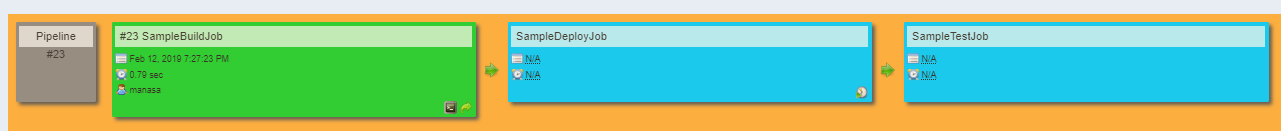 Pipeline
#23
#23 SampleBuildJob
Feb 12, 2019 7:27:23 PM
0.79 sec
manasa
SampleDeployJob
N/A
N/A
SampleTestJob
N/A
N/A